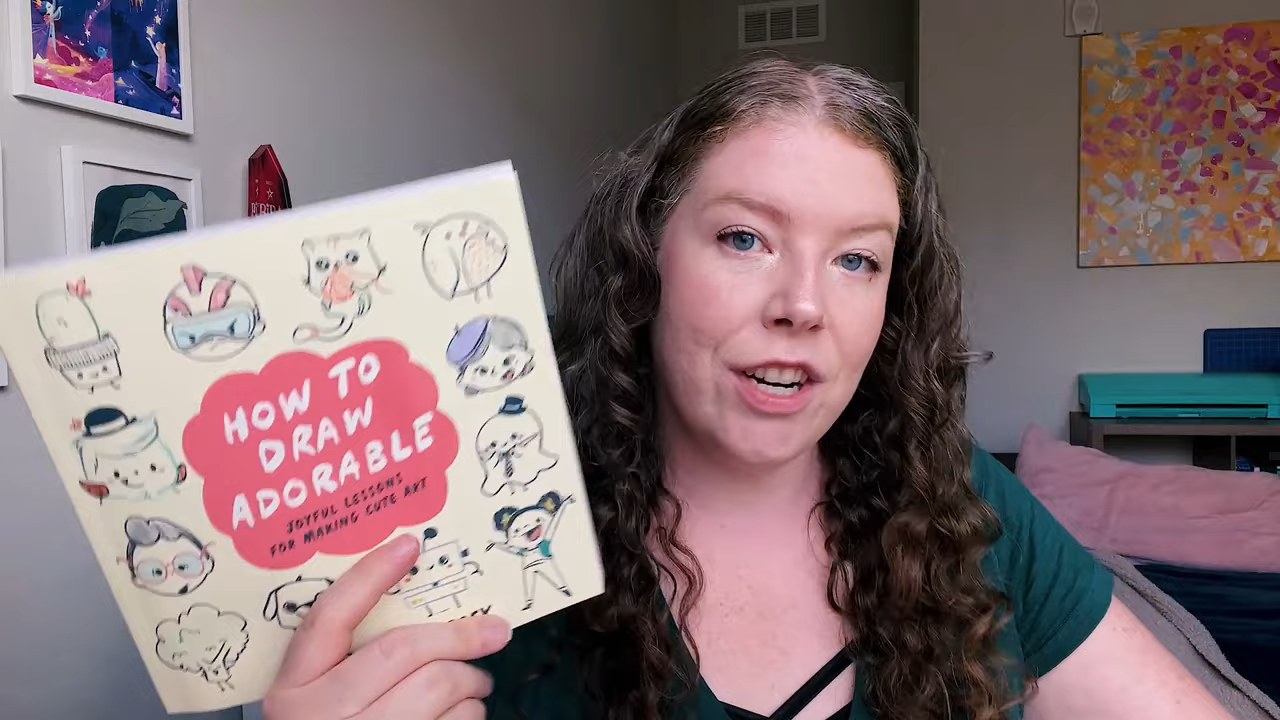 HOW TO
DRAW
ADORABLE
JOYFUL LESSONS
FOR MAKING CUTE ART